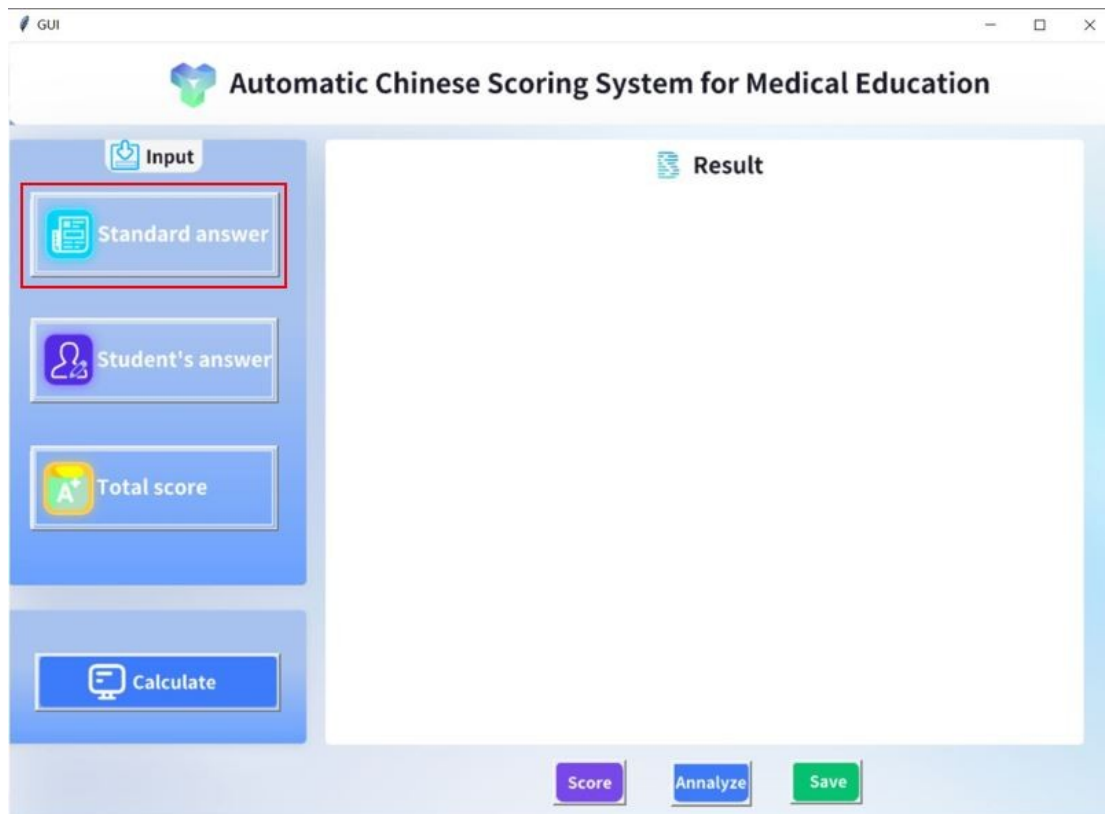 GUI
Automatic Chinese Scoring System for Medical Education
Input
Standard answer
Student's answer
A+
Total score
Calculate
Result
Score
Annalyze
Save